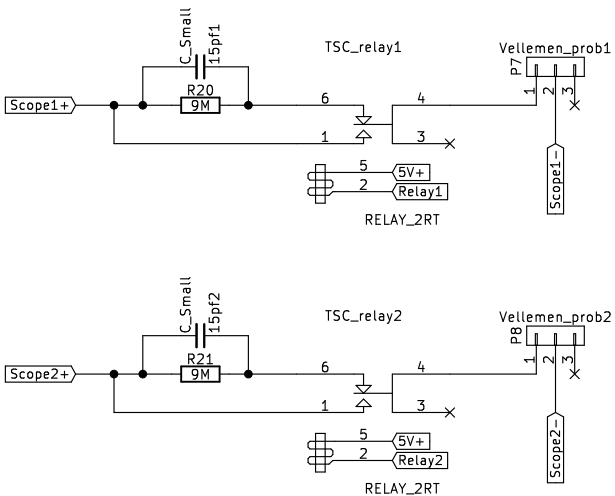 C_Small
15pf1
TSC_relay1
Vellemen_prob1
P7
R20
Scope1+
9M
6
4
1
2
3
1
3
Scope1-
5
5V+
2
Relay1
RELAY_2RT
C_Small
15pf2
TSC_relay2
Vellemen_prob2
P8
R21
Scope2+
9M
6
4
1
2
3
1
3
Scope2-
5
5V+
2
Relay2
RELAY_2RT